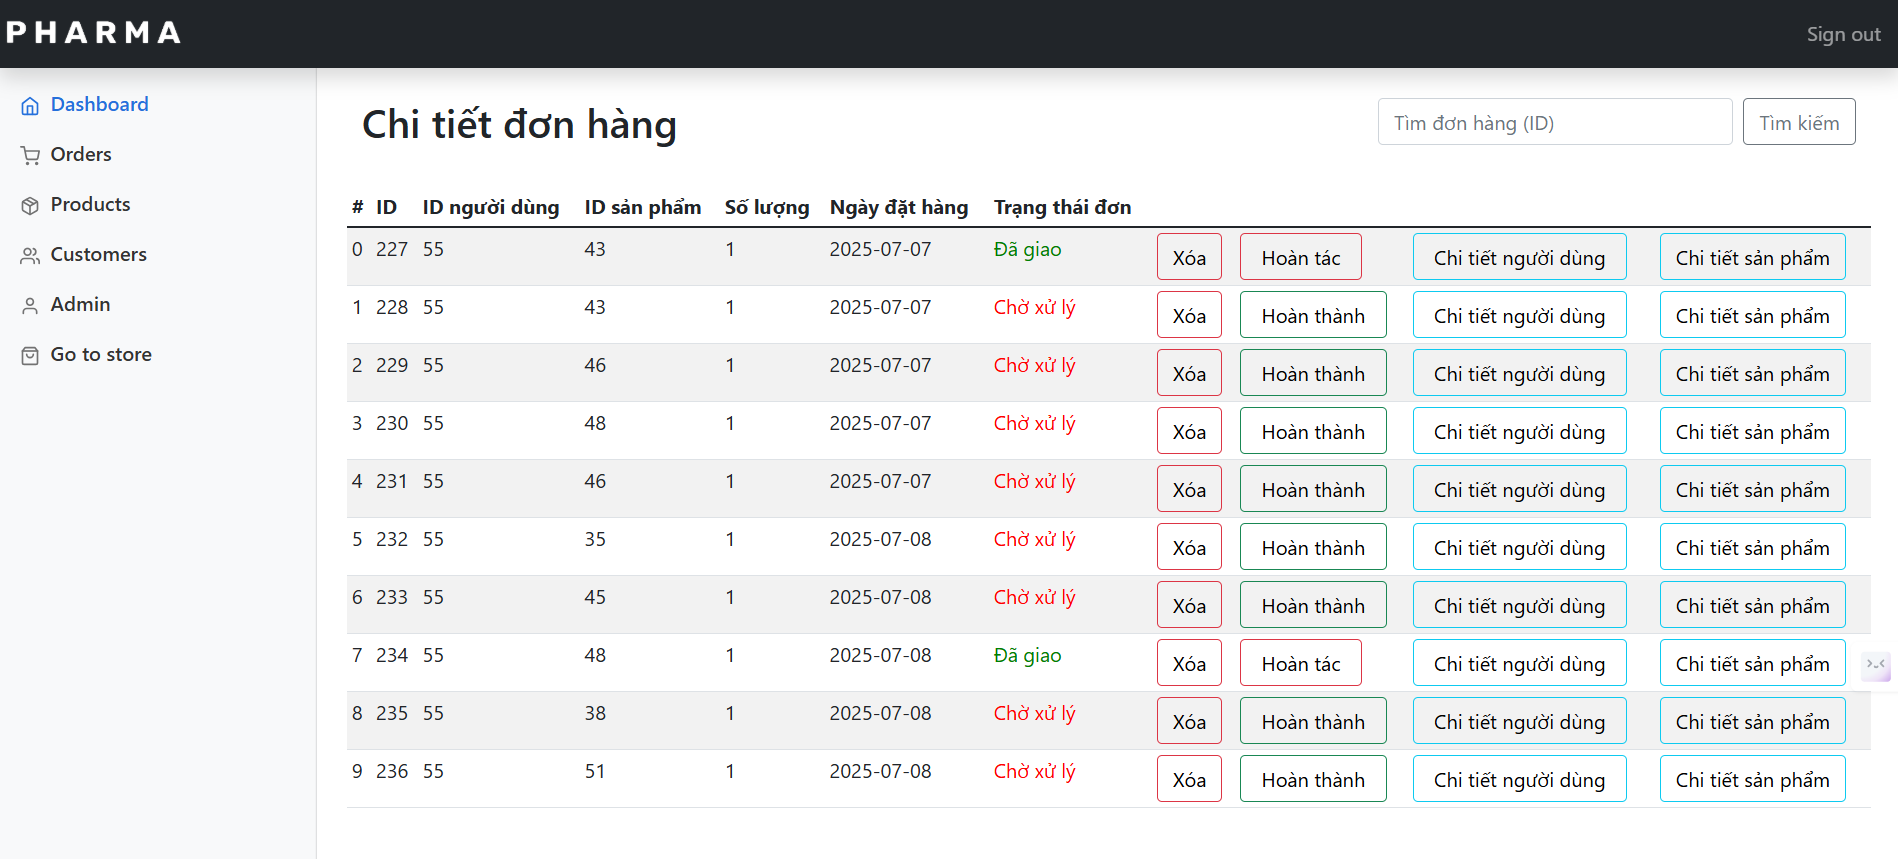 PHARMA
Sign out
Dashboard
Orders
Products
Customers
Admin
Go to store
Chi tiết đơn hàng
Tìm đơn hàng (ID) Tìm kiếm
# ID ID người dùng ID sản phẩm Số lượng Ngày đặt hàng Trạng thái đơn
0 227 55 43 1 2025-07-07 Đã giao Xóa Hoàn tác Chi tiết người dùng Chi tiết sản phẩm
1 228 55 43 1 2025-07-07 Chờ xử lý Xóa Hoàn thành Chi tiết người dùng Chi tiết sản phẩm
2 229 55 46 1 2025-07-07 Chờ xử lý Xóa Hoàn thành Chi tiết người dùng Chi tiết sản phẩm
3 230 55 48 1 2025-07-07 Chờ xử lý Xóa Hoàn thành Chi tiết người dùng Chi tiết sản phẩm
4 231 55 46 1 2025-07-07 Chờ xử lý Xóa Hoàn thành Chi tiết người dùng Chi tiết sản phẩm
5 232 55 35 1 2025-07-08 Chờ xử lý Xóa Hoàn thành Chi tiết người dùng Chi tiết sản phẩm
6 233 55 45 1 2025-07-08 Chờ xử lý Xóa Hoàn thành Chi tiết người dùng Chi tiết sản phẩm
7 234 55 48 1 2025-07-08 Đã giao Xóa Hoàn tác Chi tiết người dùng Chi tiết sản phẩm
8 235 55 38 1 2025-07-08 Chờ xử lý Xóa Hoàn thành Chi tiết người dùng Chi tiết sản phẩm
9 236 55 51 1 2025-07-08 Chờ xử lý Xóa Hoàn thành Chi tiết người dùng Chi tiết sản phẩm